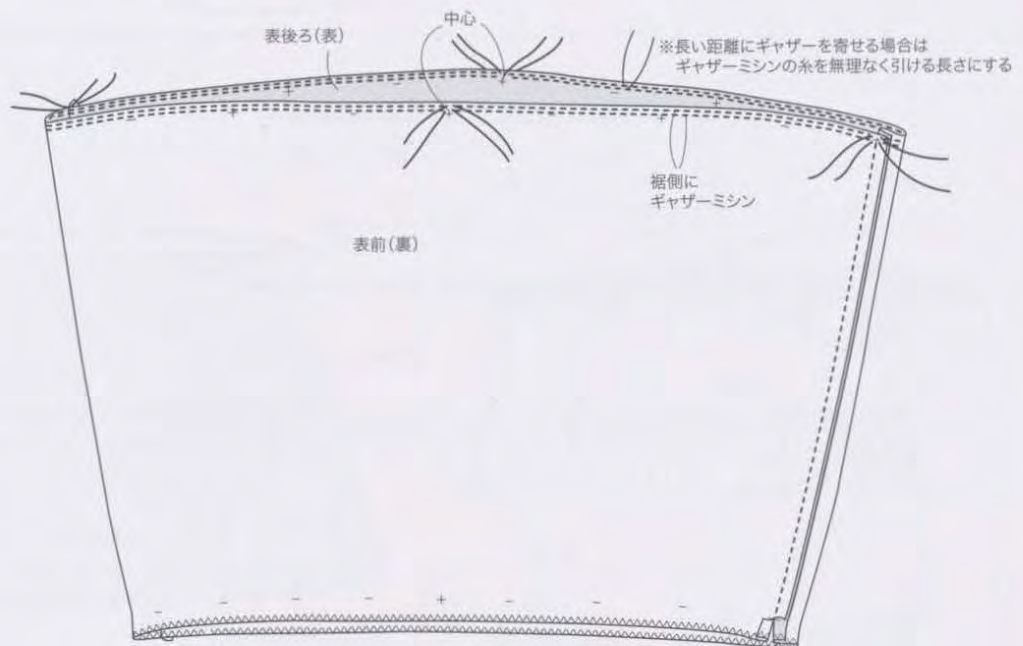 中心
表後ろ(表)
※長い距離にギャザーを寄せる場合は
ギャザーミシンの糸を無理なく引ける長さにする
裾側に
ギャザーミシン
表前(裏)